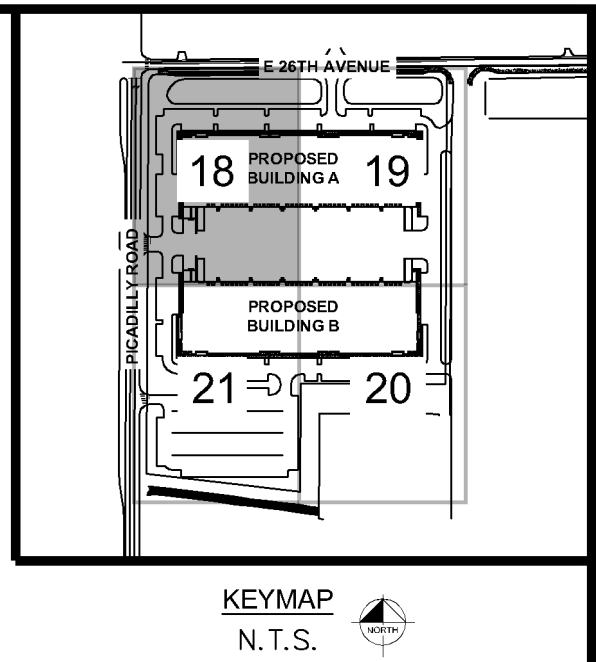 E 26TH AVENUE
18
PROPOSED
BUILDING A
19
PICADILLY ROAD
PROPOSED
BUILDING B
21
20
KEYMAP
N.T.S.
NORTH